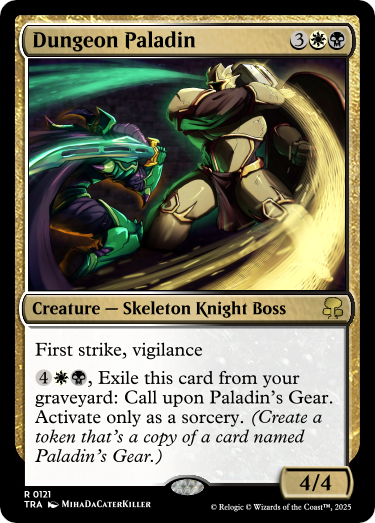 Dungeon Paladin 3
Creature — Skeleton Knight Boss
First strike, vigilance
4, Exile this card from your
graveyard: Call upon Paladin's Gear.
Activate only as a sorcery. (Create a
token that's a copy of a card named
Paladin's Gear.)
4/4
R 0121
TRA MihaDaCaterKiller
© Relogic © Wizards of the Coast™, 2025